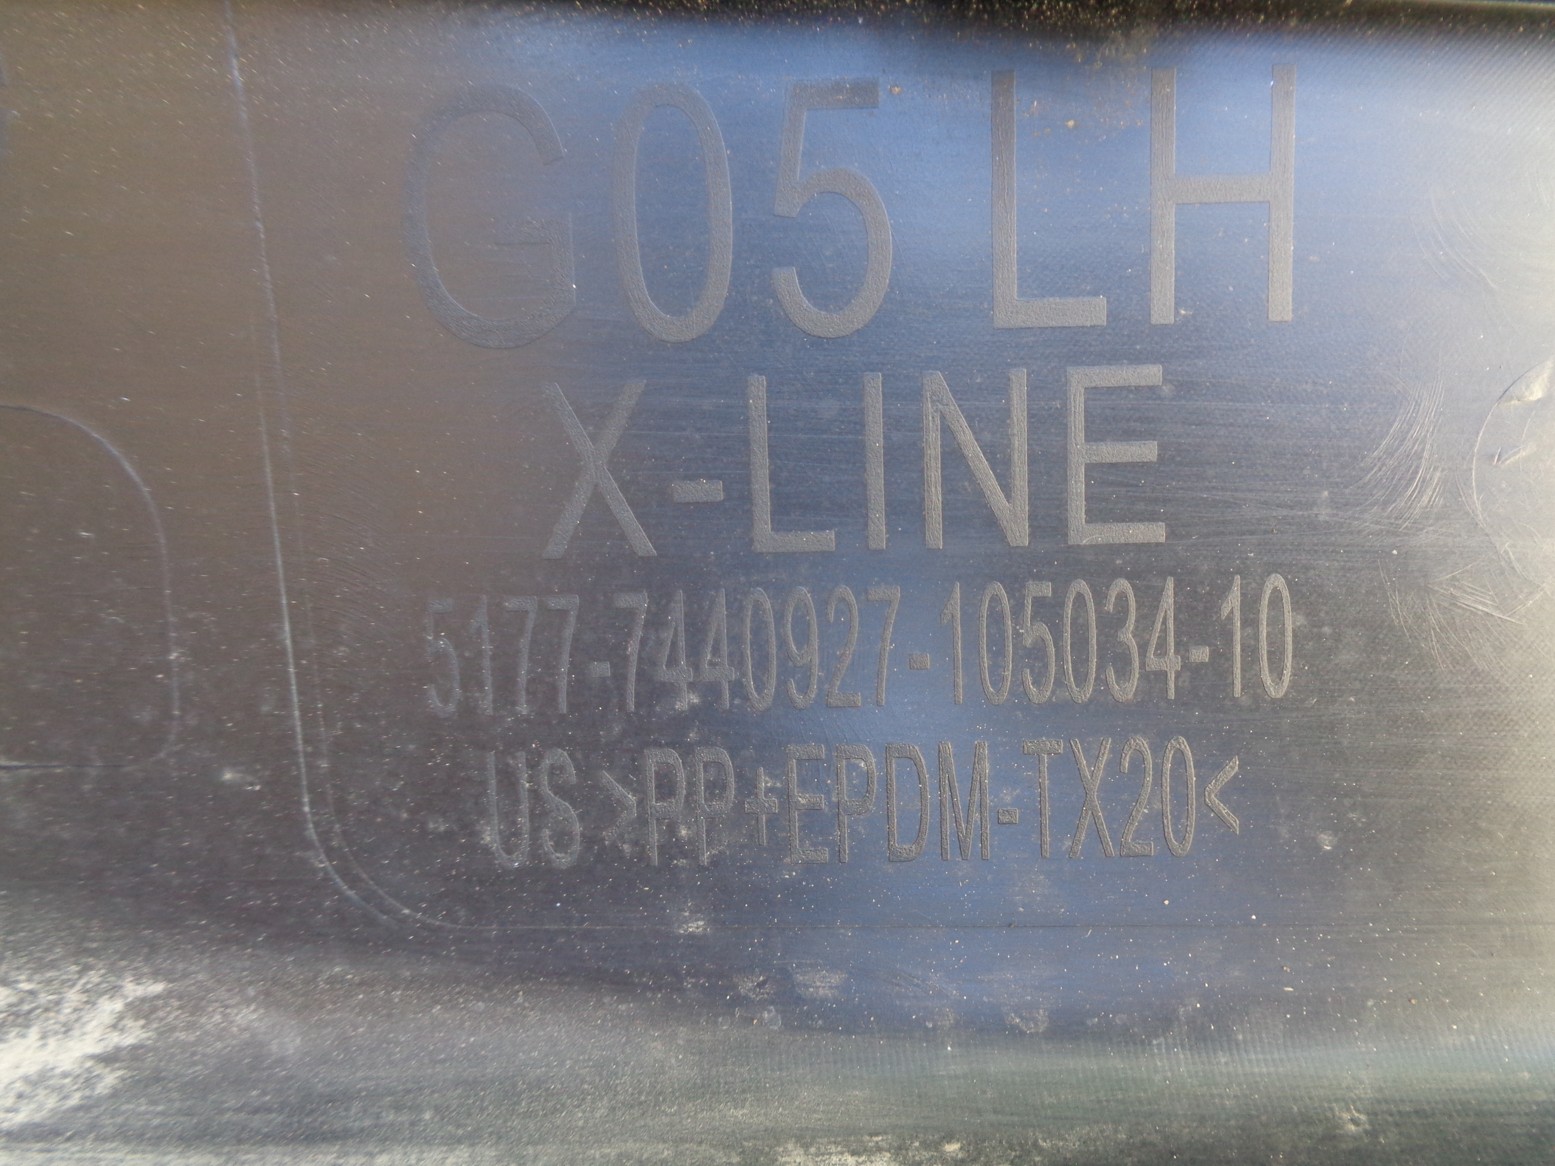 G05 LH
X-LINE
5177-7440927-105034-10
US >PP+EPDM-TX20<